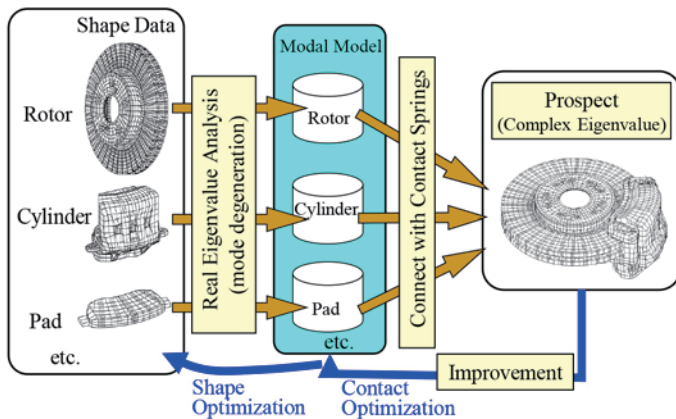 Shape Data
Rotor
Cylinder
Pad
etc.
Real Eigenvalue Analysis
(mode degeneration)
Modal Model
Rotor
Cylinder
Pad
etc.
Connect with Contact Springs
Prospect
(Complex Eigenvalue)
Improvement
Shape
Optimization
Contact
Optimization